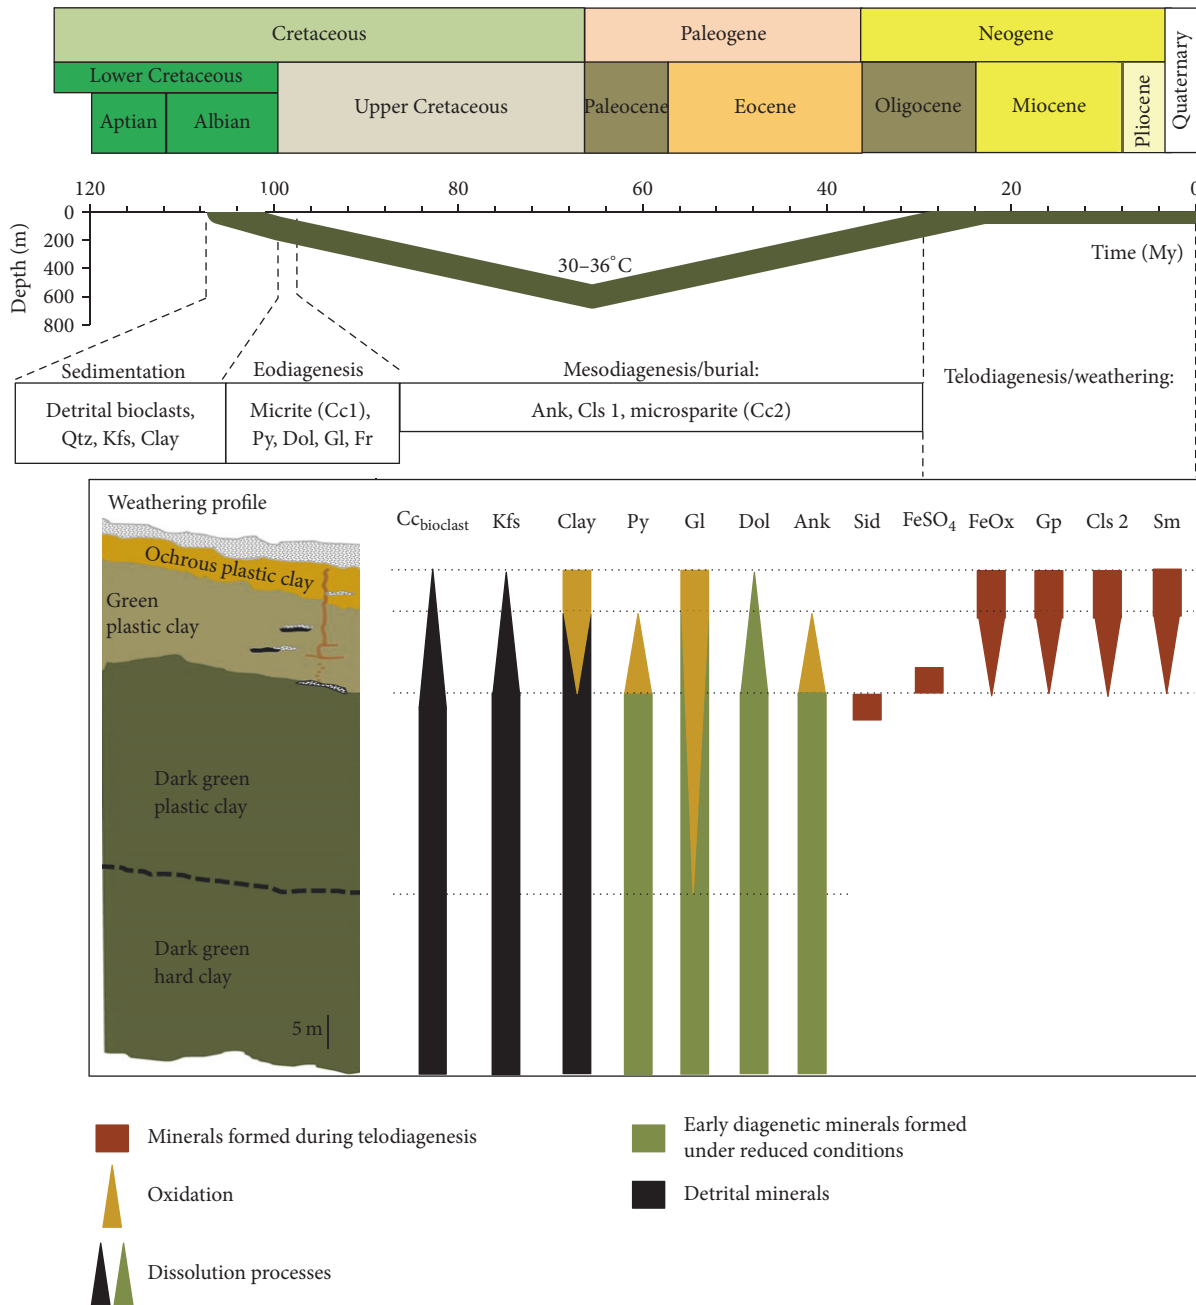 Cretaceous
Paleogene
Neogene
Quaternary
Lower Cretaceous
Upper Cretaceous
Paleocene
Eocene
Oligocene
Miocene
Pliocene
Aptian
Albian
120
100
80
60
40
20
0
Depth (m)
0
200
400
600
800
30–36°C
Time (My)
Sedimentation
Detrital bioclasts,
Qtz, Kfs, Clay
Eodiagenesis
Micrite (Cc1),
Py, Dol, Gl, Fr
Mesodiagenesis/burial:
Ank, Cls 1, microsparite (Cc2)
Telodiagenesis/weathering:
Weathering profile
Ochrous plastic clay
Green
plastic clay
Dark green
plastic clay
Dark green
hard clay
5 m
Cc bioclast
Kfs
Clay
Py
Gl
Dol
Ank
Sid
FeSO4
FeOx
Gp
Cls 2
Sm
Minerals formed during telodiagenesis
Oxidation
Dissolution processes
Early diagenetic minerals formed
under reduced conditions
Detrital minerals